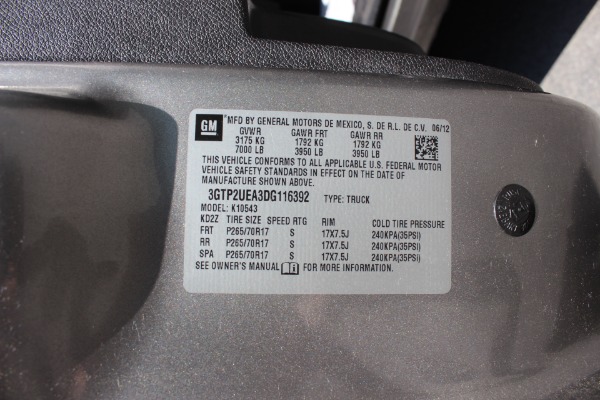 GM
MFD BY GENERAL MOTORS DE MEXICO, S. DE R.L. DE C.V. 06/12
GVWR GAWR FRT GAWR RR
3175 KG 1792 KG 1792 KG
7000 LB 3950 LB 3950 LB
THIS VEHICLE CONFORMS TO ALL APPLICABLE U.S. FEDERAL MOTOR
VEHICLE SAFETY STANDARDS IN EFFECT ON THE DATE OF
MANUFACTURE SHOWN ABOVE.
3GTP2UEA3DG116392 TYPE: TRUCK
MODEL: K10543
KD2Z TIRE SIZE SPEED RTG RIM COLD TIRE PRESSURE
FRT P265/70R17 S 17X7.5J 240KPA(35PSI)
RR P265/70R17 S 17X7.5J 240KPA(35PSI)
SPA P265/70R17 S 17X7.5J 240KPA(35PSI)
SEE OWNER'S MANUAL FOR MORE INFORMATION.